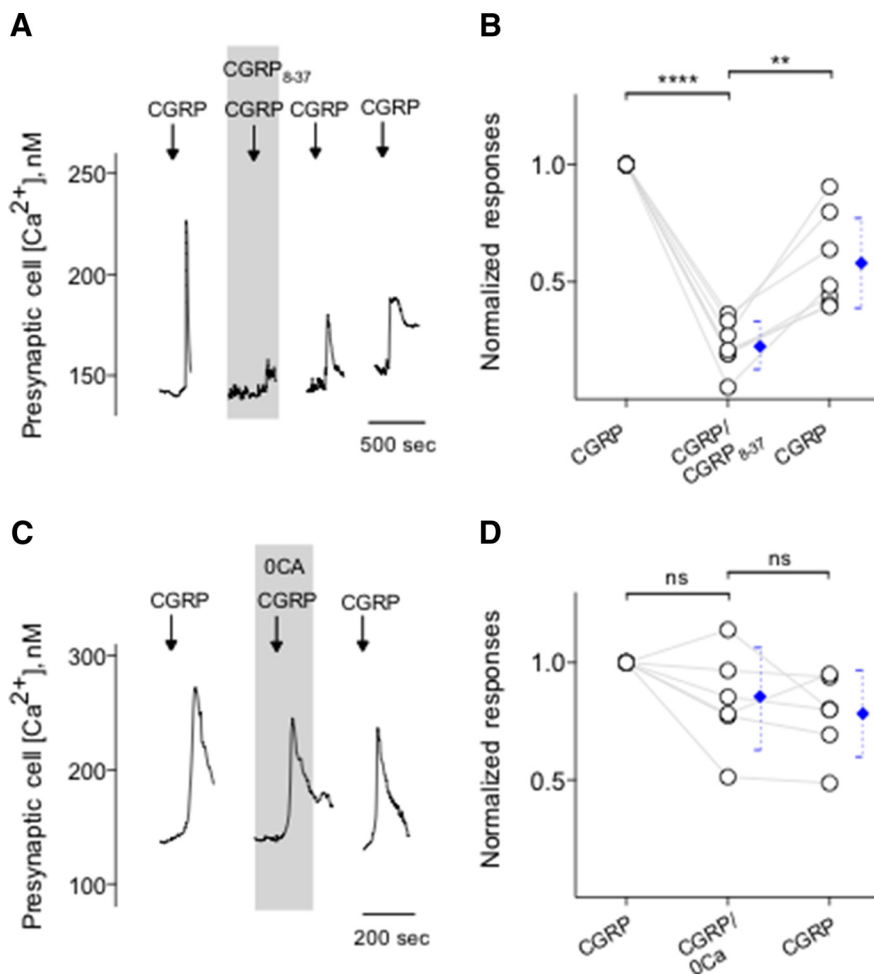 A
CGRP8-37
CGRP CGRP CGRP CGRP
Presynaptic cell [Ca2+], nM
250
200
150
500 sec
B
**** **
Normalized responses
1.0
0.5
CGRP
CGRP/
CGRP8-37
CGRP
C
0CA
CGRP CGRP CGRP
Presynaptic cell [Ca2+], nM
300
200
100
200 sec
D
ns ns
Normalized responses
1.0
0.5
CGRP
CGRP/
0Ca
CGRP